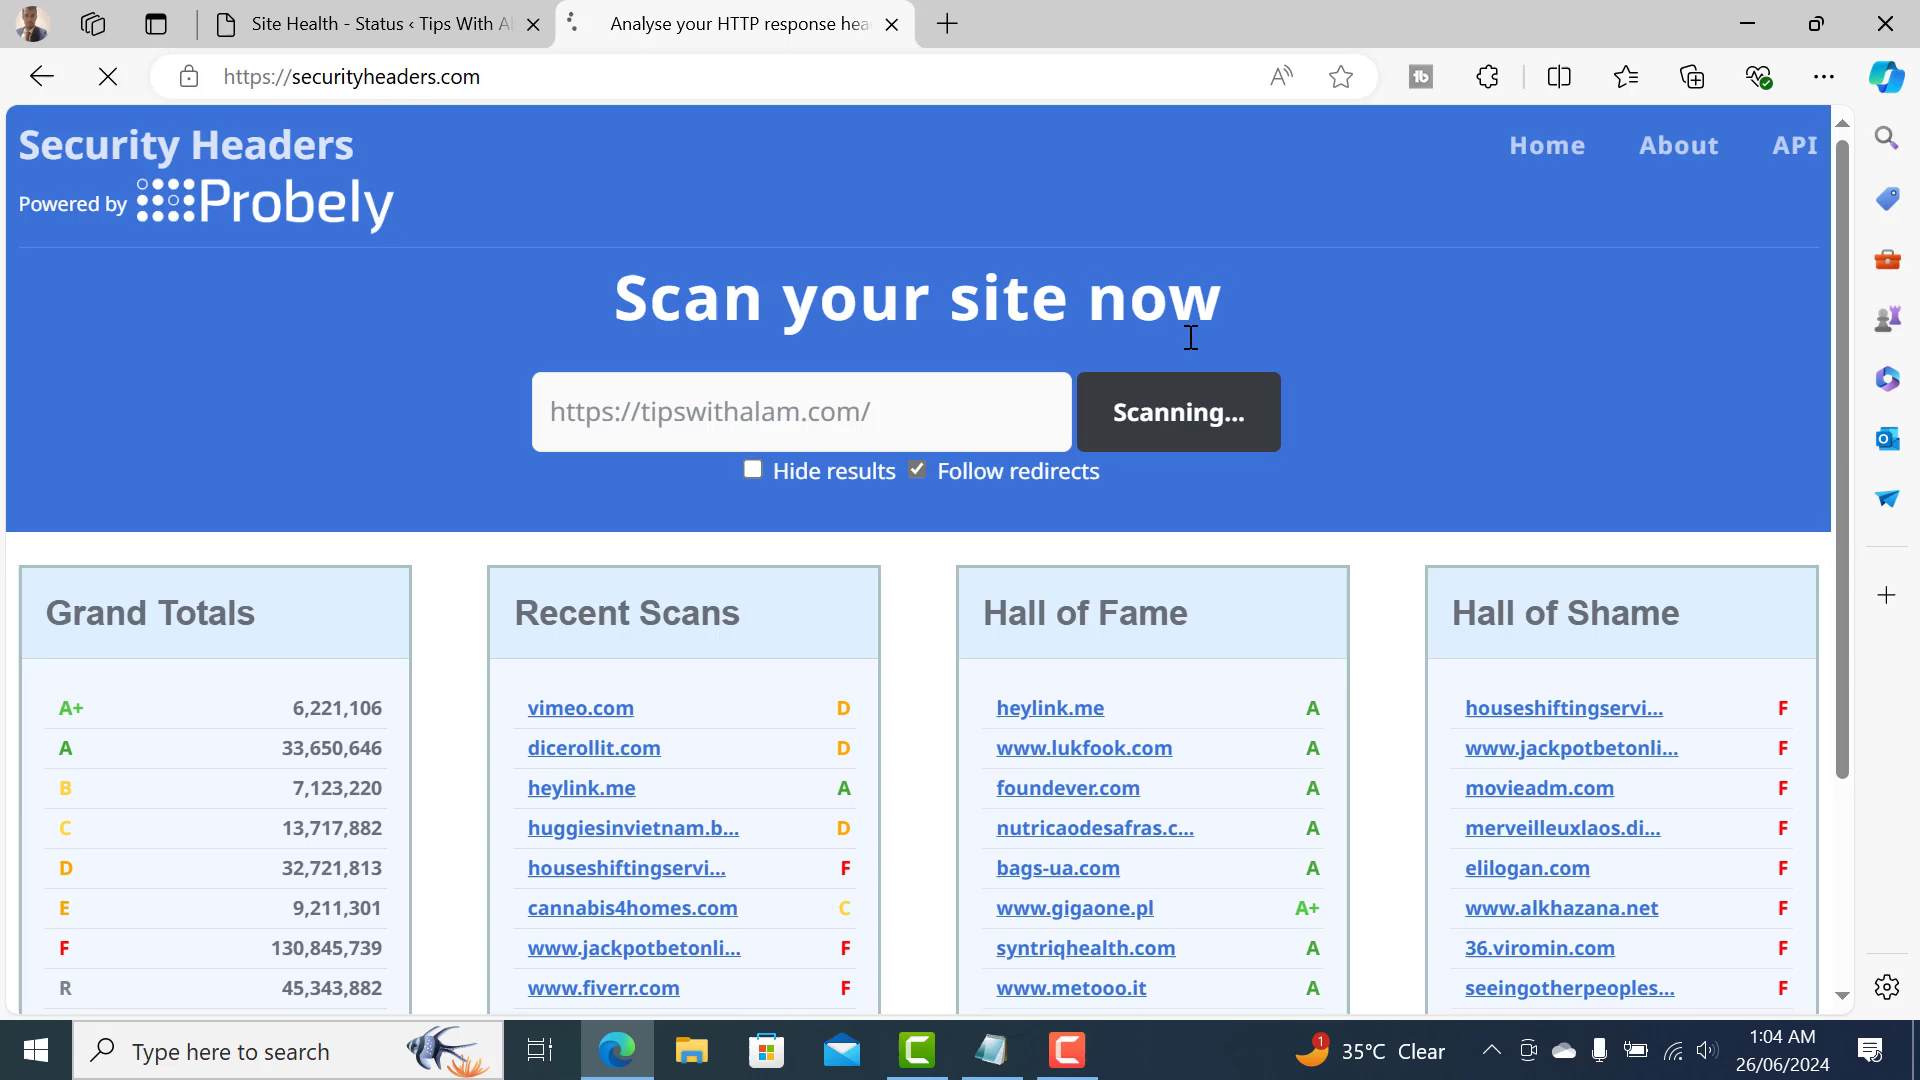 Site Health - Status ‹ Tips With Al
Analyse your HTTP response hea
https://securityheaders.com
Security Headers
Powered by Probely
Home About API
Scan your site now
https://tipswithalam.com/ Scanning...
Hide results Follow redirects
Grand Totals
A+ 6,221,106
A 33,650,646
B 7,123,220
C 13,717,882
D 32,721,813
E 9,211,301
F 130,845,739
R 45,343,882
Recent Scans
vimeo.com D
dicerollit.com D
heylink.me A
huggiesinvietnam.b... D
houseshiftingservi... F
cannabis4homes.com C
www.jackpotbetonli... F
www.fiverr.com F
Hall of Fame
heylink.me A
www.lukfook.com A
foundever.com A
nutricaodesafras.c... A
bags-ua.com A
www.gigaone.pl A+
syntriqhealth.com A
www.metooo.it A
Hall of Shame
houseshiftingservi... F
www.jackpotbetonli... F
movieadm.com F
merveilleuxlaos.di... F
elilogan.com F
www.alkhazana.net F
36.viromin.com F
seeingotherpeoples... F
Type here to search
1
35°C Clear
1:04 AM
26/06/2024